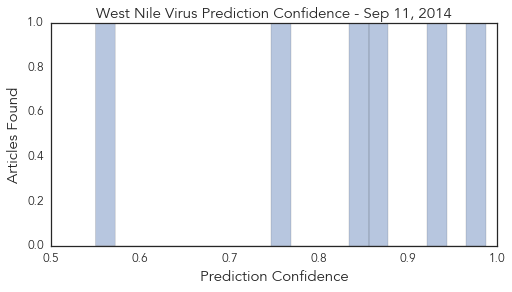 West Nile Virus Prediction Confidence - Sep 11, 2014
1.0
0.8
0.6
0.4
0.2
0.0
Articles Found
0.5 0.6 0.7 0.8 0.9 1.0
Prediction Confidence